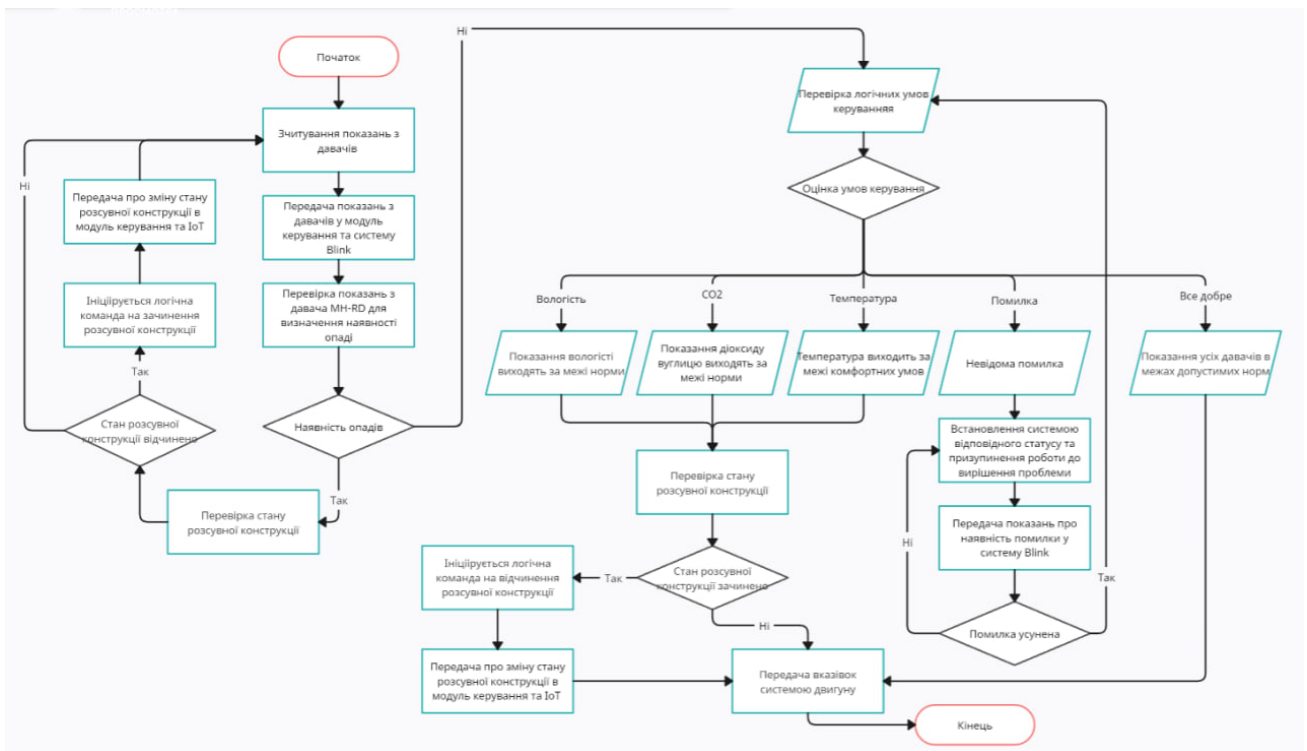 Початок
Зчитування показань з
давачів
Передача показань з
давачів у модуль
керування та систему
Blink
Перевірка показань з
давача MH-RD для
визначення наявності
опаді
Наявність опадів
Так
Перевірка стану
розсувної конструкції
Стан розсувної
конструкції відчинено
Так
Ініціірується логічна
команда на зачинення
розсувної конструкції
Передача про зміну стану
розсувної конструкції в
модуль керування та IoT
Ні
Ні
Перевірка логічних умов
керуванняя
Оцінка умов керування
Вологість
CO2
Температура
Помилка
Все добре
Показання вологісті
виходять за межі норми
Показання діоксиду
вуглицю виходять за
межі норми
Температура виходить за
межі комфортних умов
Невідома помилка
Показання усіх давачів в
межах допустимих норм
Перевірка стану
розсувної конструкції
Стан розсувної
конструкції зачинено
Так
Ініціірується логічна
команда на відчинення
розсувної конструкції
Передача про зміну стану
розсувної конструкції в
модуль керування та IoT
Ні
Передача вказівок
системою двигуну
Встановлення системою
відповідного статусу та
призупинення роботи до
вирішення проблеми
Передача показань про
наявність помилки у
систему Blink
Помилка усунена
Ні
Так
Кінець